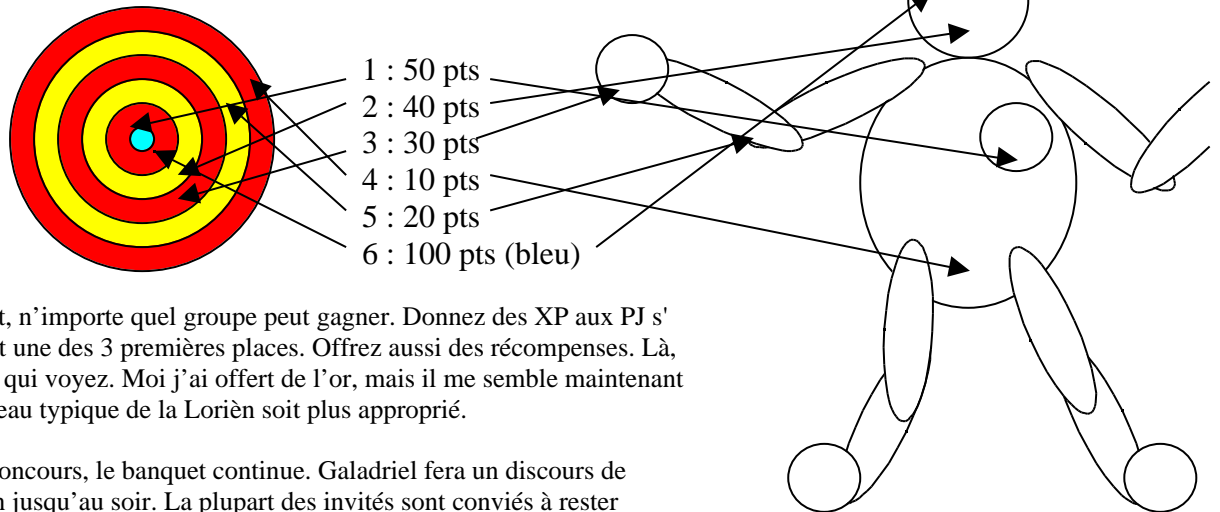 1 : 50 pts
2 : 40 pts
3 : 30 pts
4 : 10 pts
5 : 20 pts
6 : 100 pts (bleu)
t, n’importe quel groupe peut gagner. Donnez des XP aux PJ s'
t une des 3 premières places. Offrez aussi des récompenses. Là,
qui voyez. Moi j’ai offert de l’or, mais il me semble maintenant
eau typique de la Lorièn soit plus approprié.
oncours, le banquet continue. Galadriel fera un discours de
n jusqu’au soir. La plupart des invités sont conviés à rester